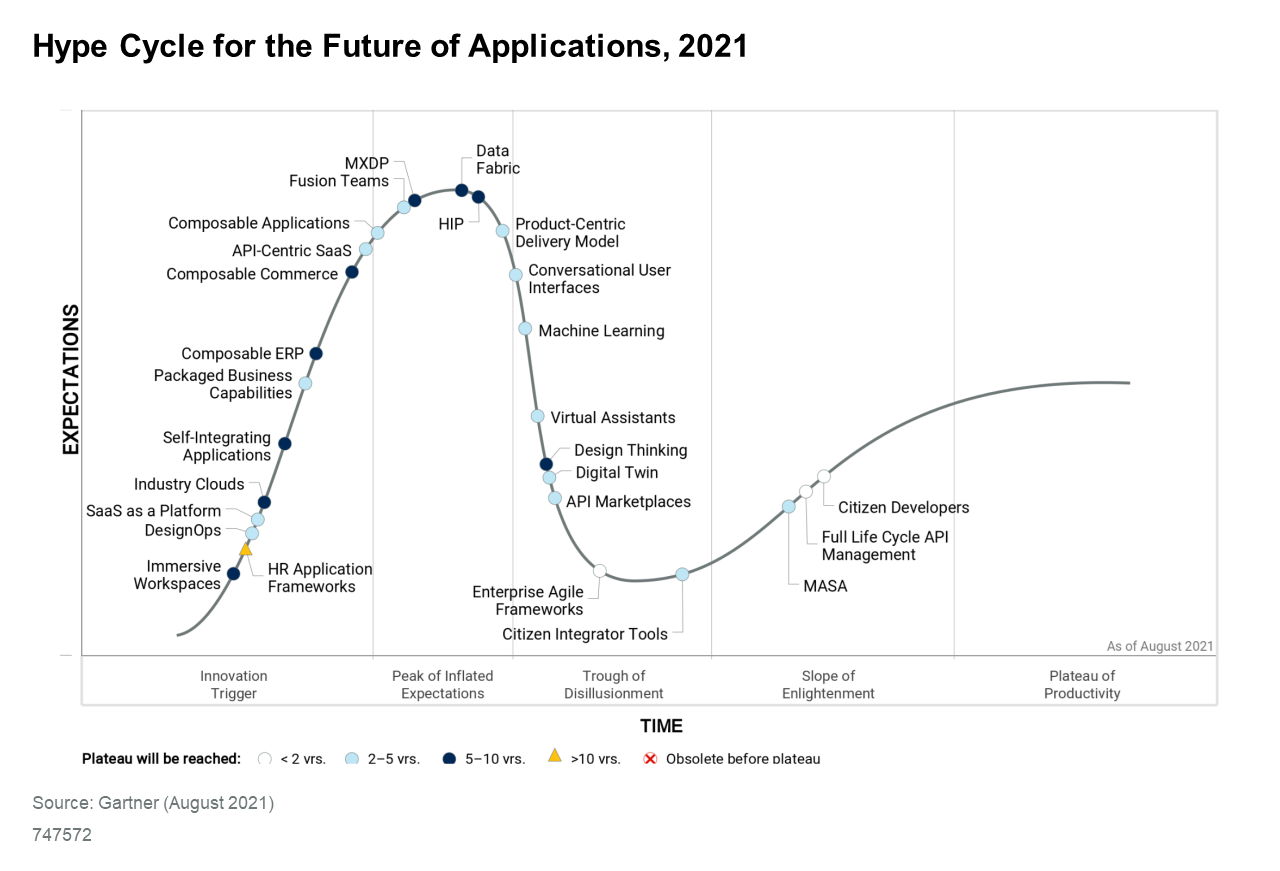 Hype Cycle for the Future of Applications, 2021
Data
Fabric
MXDP
Fusion Teams
Composable Applications
HIP
Product-Centric
Delivery Model
API-Centric SaaS
Composable Commerce
Conversational User
Interfaces
Machine Learning
Composable ERP
Packaged Business
Capabilities
Virtual Assistants
Self-Integrating
Applications
Design Thinking
Digital Twin
Industry Clouds
API Marketplaces
SaaS as a Platform
DesignOps
Immersive
Workspaces
HR Application
Frameworks
Enterprise Agile
Frameworks
Citizen Integrator Tools
Citizen Developers
Full Life Cycle API
Management
MASA
EXPECTATIONS
As of August 2021
Innovation
Trigger
Peak of Inflated
Expectations
Trough of
Disillusionment
Slope of
Enlightenment
Plateau of
Productivity
TIME
Plateau will be reached: < 2 yrs. 2–5 yrs. 5–10 yrs. >10 yrs. Obsolete before plateau
Source: Gartner (August 2021)
747572